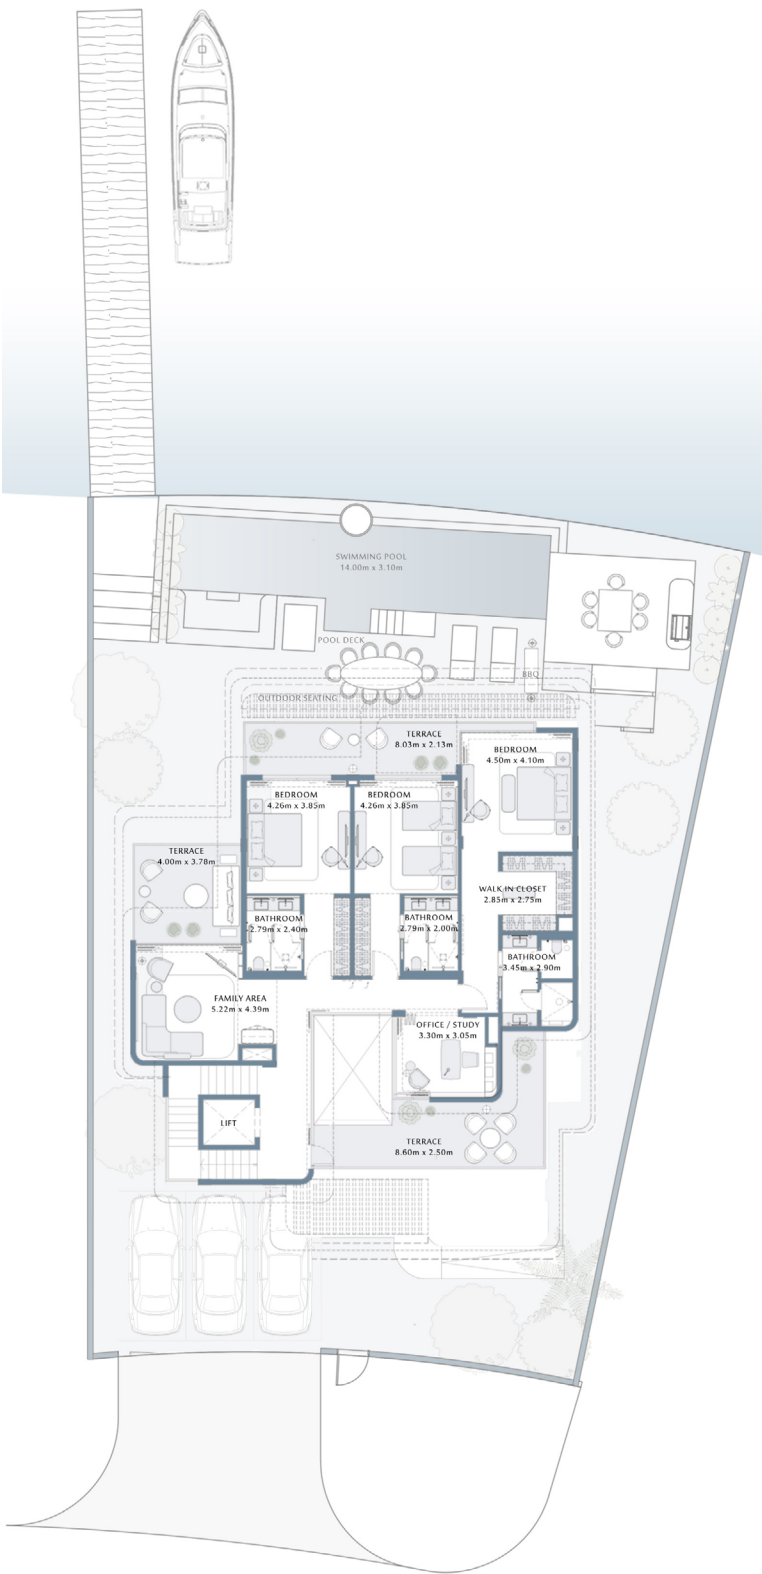 SWIMMING POOL
14.00m x 3.10m
POOL DECK
BBQ
OUTDOOR SEATING
TERRACE
8.03m x 2.13m
BEDROOM
4.50m x 4.10m
BEDROOM
4.26m x 3.85m
BEDROOM
4.26m x 3.85m
TERRACE
4.00m x 3.78m
WALK IN CLOSET
2.85m x 2.75m
BATHROOM
2.79m x 2.40m
BATHROOM
2.79m x 2.00m
BATHROOM
3.45m x 2.90m
FAMILY AREA
5.22m x 4.39m
OFFICE / STUDY
3.30m x 3.05m
LIFT
TERRACE
8.60m x 2.50m